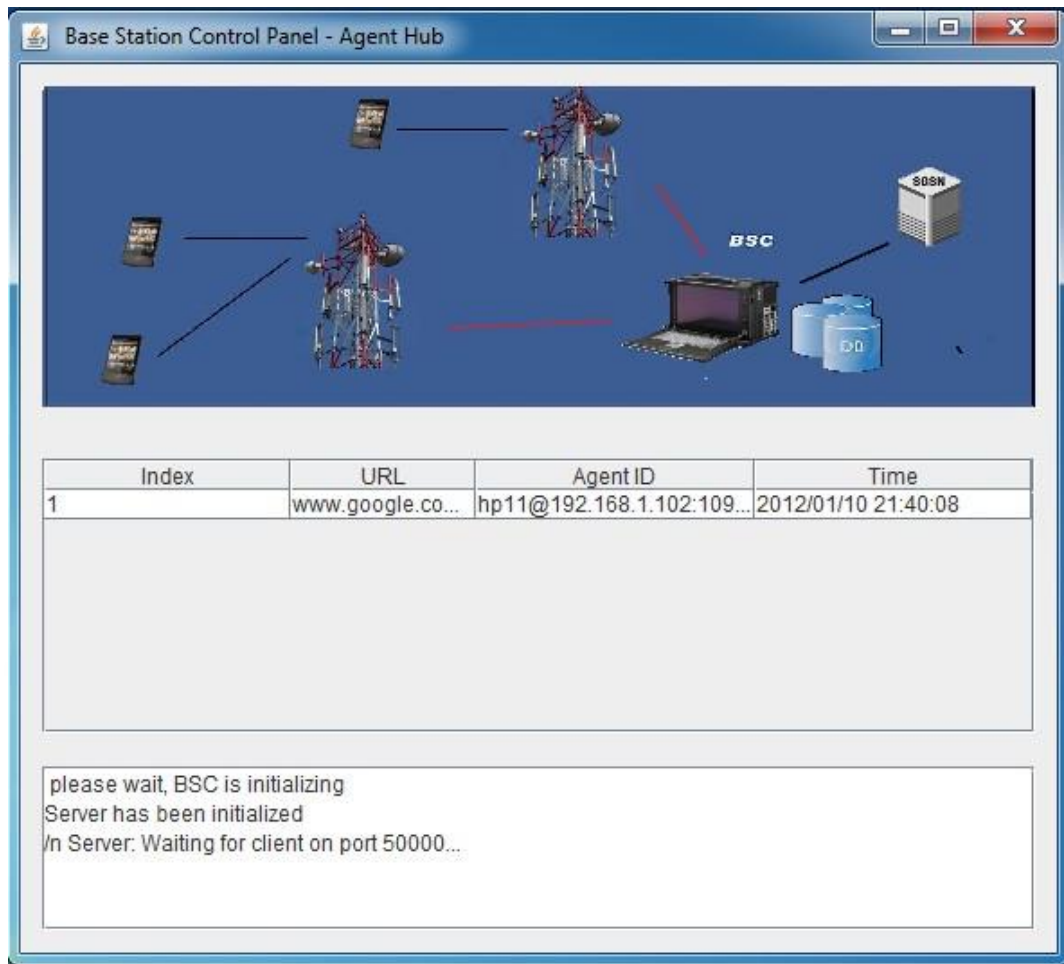 Base Station Control Panel - Agent Hub
SOSN
BSC
DB
Index URL Agent ID Time
1 www.google.co... hp11@192.168.1.102:109... 2012/01/10 21:40:08
please wait, BSC is initializing
Server has been initialized
/n Server: Waiting for client on port 50000...